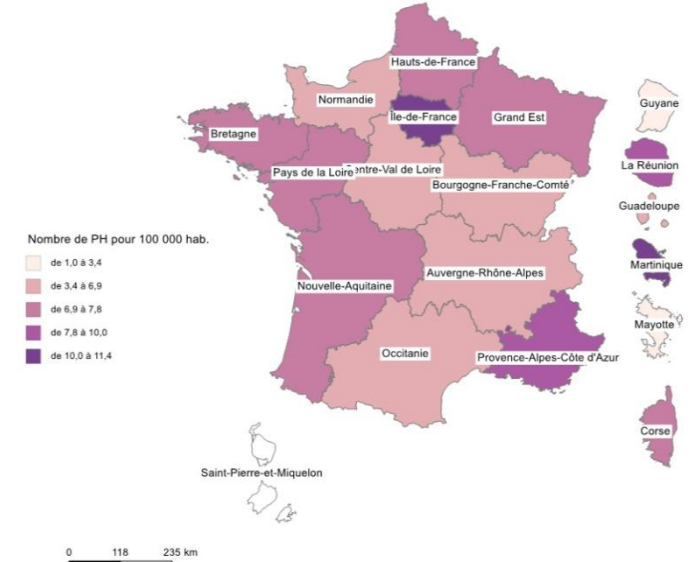 Hauts-de-France
Normandie
Île-de-France
Grand Est
Guyane
Bretagne
La Réunion
Pays de la Loire
entre-Val de Loire
Bourgogne-Franche-Comté
Guadeloupe
Nombre de PH pour 100 000 hab.
de 1,0 à 3,4
de 3,4 à 6,9
de 6,9 à 7,8
de 7,8 à 10,0
de 10,0 à 11,4
Martinique
Auvergne-Rhône-Alpes
Nouvelle-Aquitaine
Mayotte
Occitanie
Provence-Alpes-Côte d'Azur
Corse
Saint-Pierre-et-Miquelon
0 118 235 km